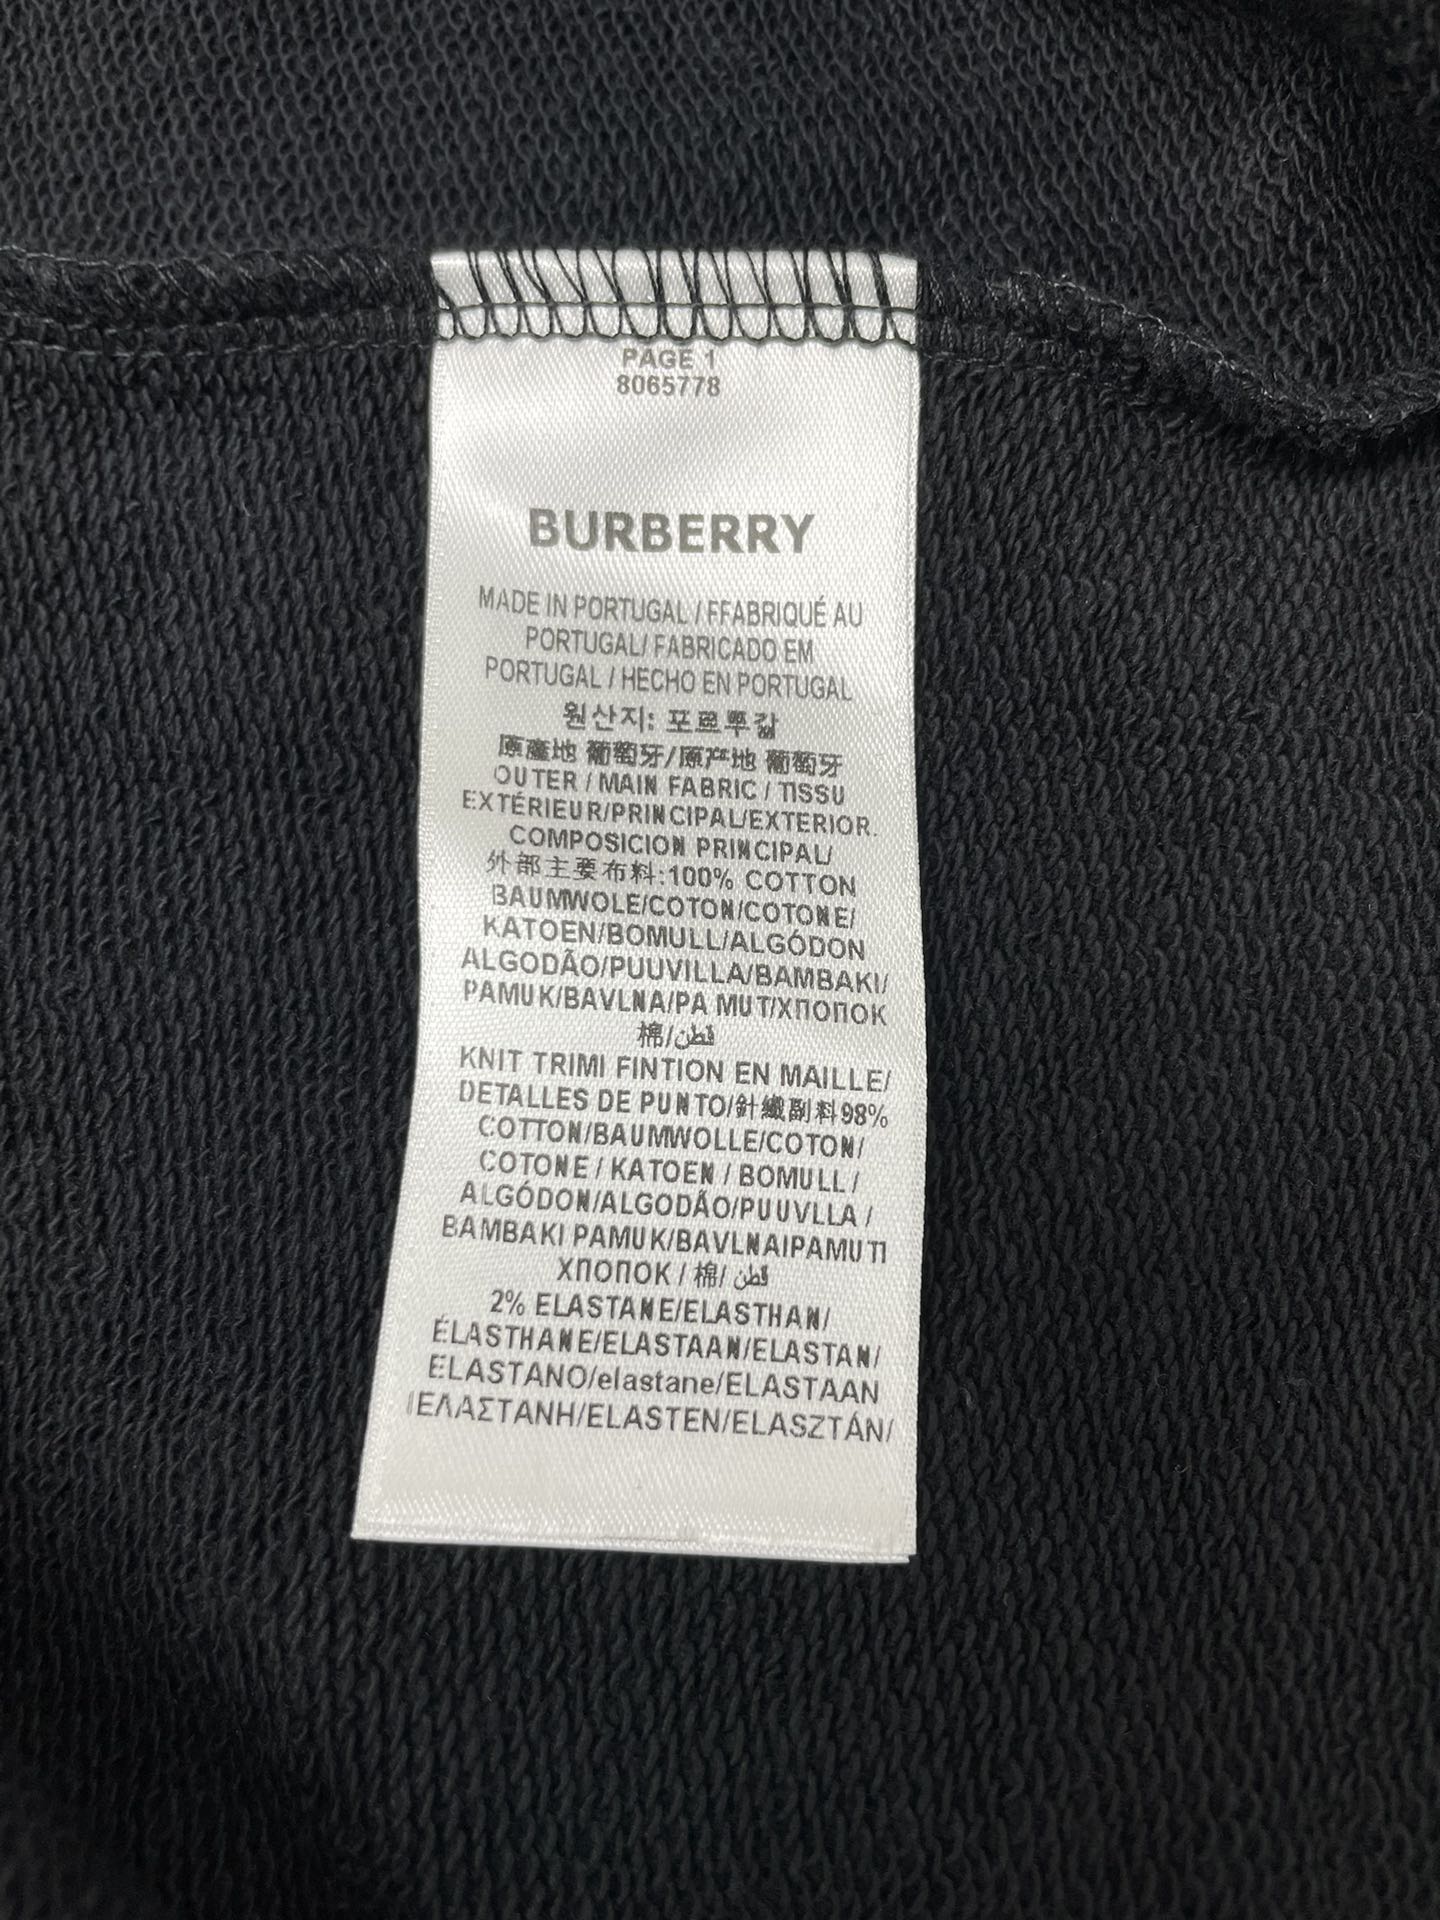 PAGE 1
8065778
BURBERRY
MADE IN PORTUGAL / FFABRIQUÉ AU
PORTUGAL/ FABRICADO EM
PORTUGAL / HECHO EN PORTUGAL
원산지: 포르뚜갈
原產地 葡萄牙/原产地 葡萄牙
OUTER / MAIN FABRIC / TISSU
EXTÉRIEUR/PRINCIPAL/EXTERIOR.
COMPOSICION PRINCIPAL/
外部主要布料:100% COTTON
BAUMWOLE/COTON/COTONE/
KATOEN/BOMULL/ALGÓDON
ALGODÃO/PUUVILLA/BAMBAKI/
PAMUK/BAVLNA/PA MUT/ХПОПОК
棉/قطن
KNIT TRIMI FINTION EN MAILLE/
DETALLES DE PUNTO/針織副料98%
COTTON/BAUMWOLLE/COTON/
COTONE / KATOEN / BOMULL /
ALGÓDON/ALGODÃO/PUUVLLA /
BAMBAKI PAMUK/BAVLNAIPAMUTI
ХПОПОК / 棉/ قطن
2% ELASTANE/ELASTHAN/
ÉLASTHANE/ELASTAAN/ELASTAN/
ELASTANO/elastane/ELASTAAN
IEΛAΣTANH/ELASTEN/ELASZTÁN/